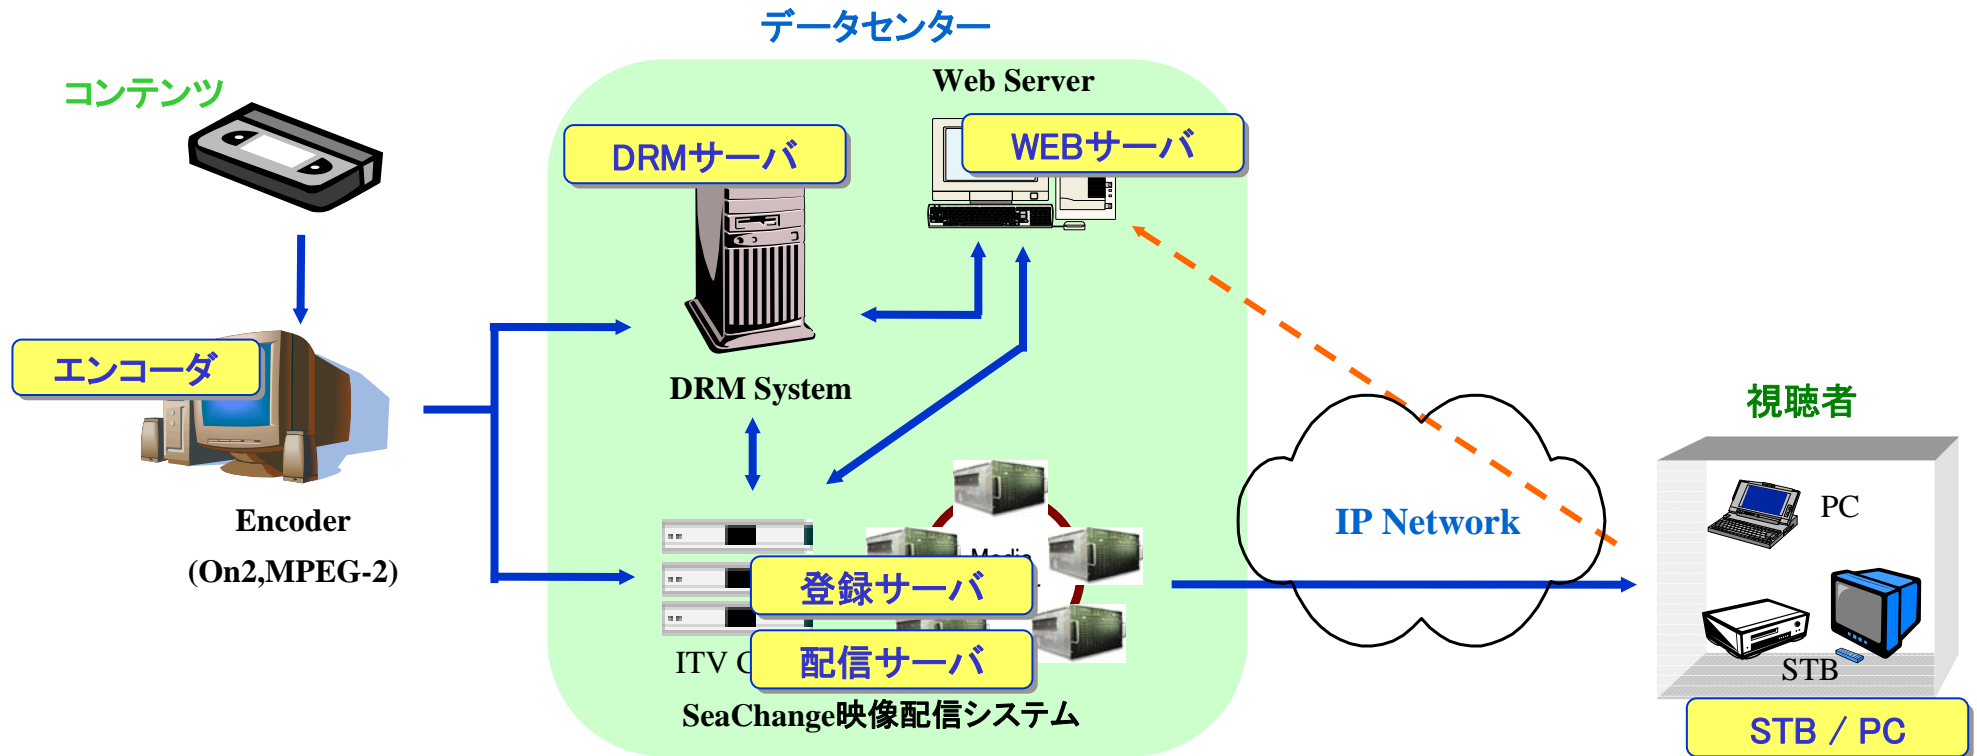 データセンター
コンテンツ
Web Server
DRMサーバ
WEBサーバ
エンコーダ
DRM System
視聴者
Encoder
(On2,MPEG-2)
IP Network
PC
登録サーバ
配信サーバ
ITV
STB
SeaChange映像配信システム
STB / PC